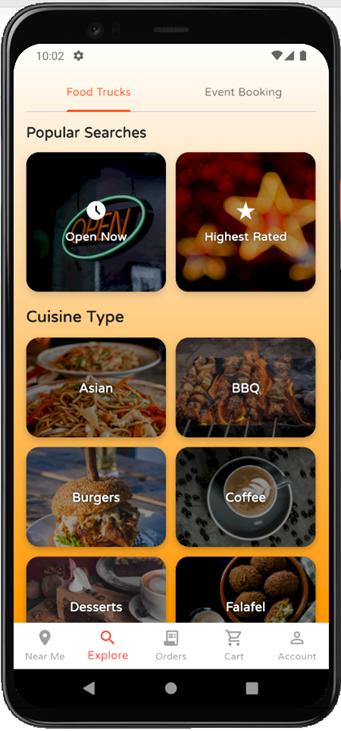 10:02
Food Trucks Event Booking
Popular Searches
OPEN
Open Now Highest Rated
Cuisine Type
Asian BBQ
Burgers Coffee
Desserts Falafel
Near Me Explore Orders Cart Account